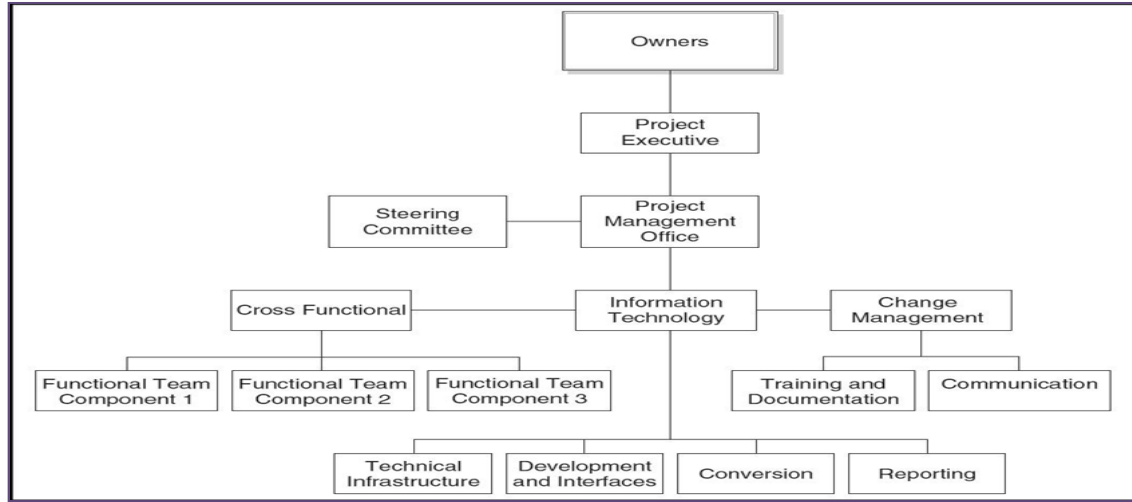 Owners
Project
Executive
Steering
Committee
Project
Management
Office
Cross Functional
Information
Technology
Change
Management
Functional Team
Component 1
Functional Team
Component 2
Functional Team
Component 3
Training and
Documentation
Communication
Technical
Infrastructure
Development
and Interfaces
Conversion
Reporting